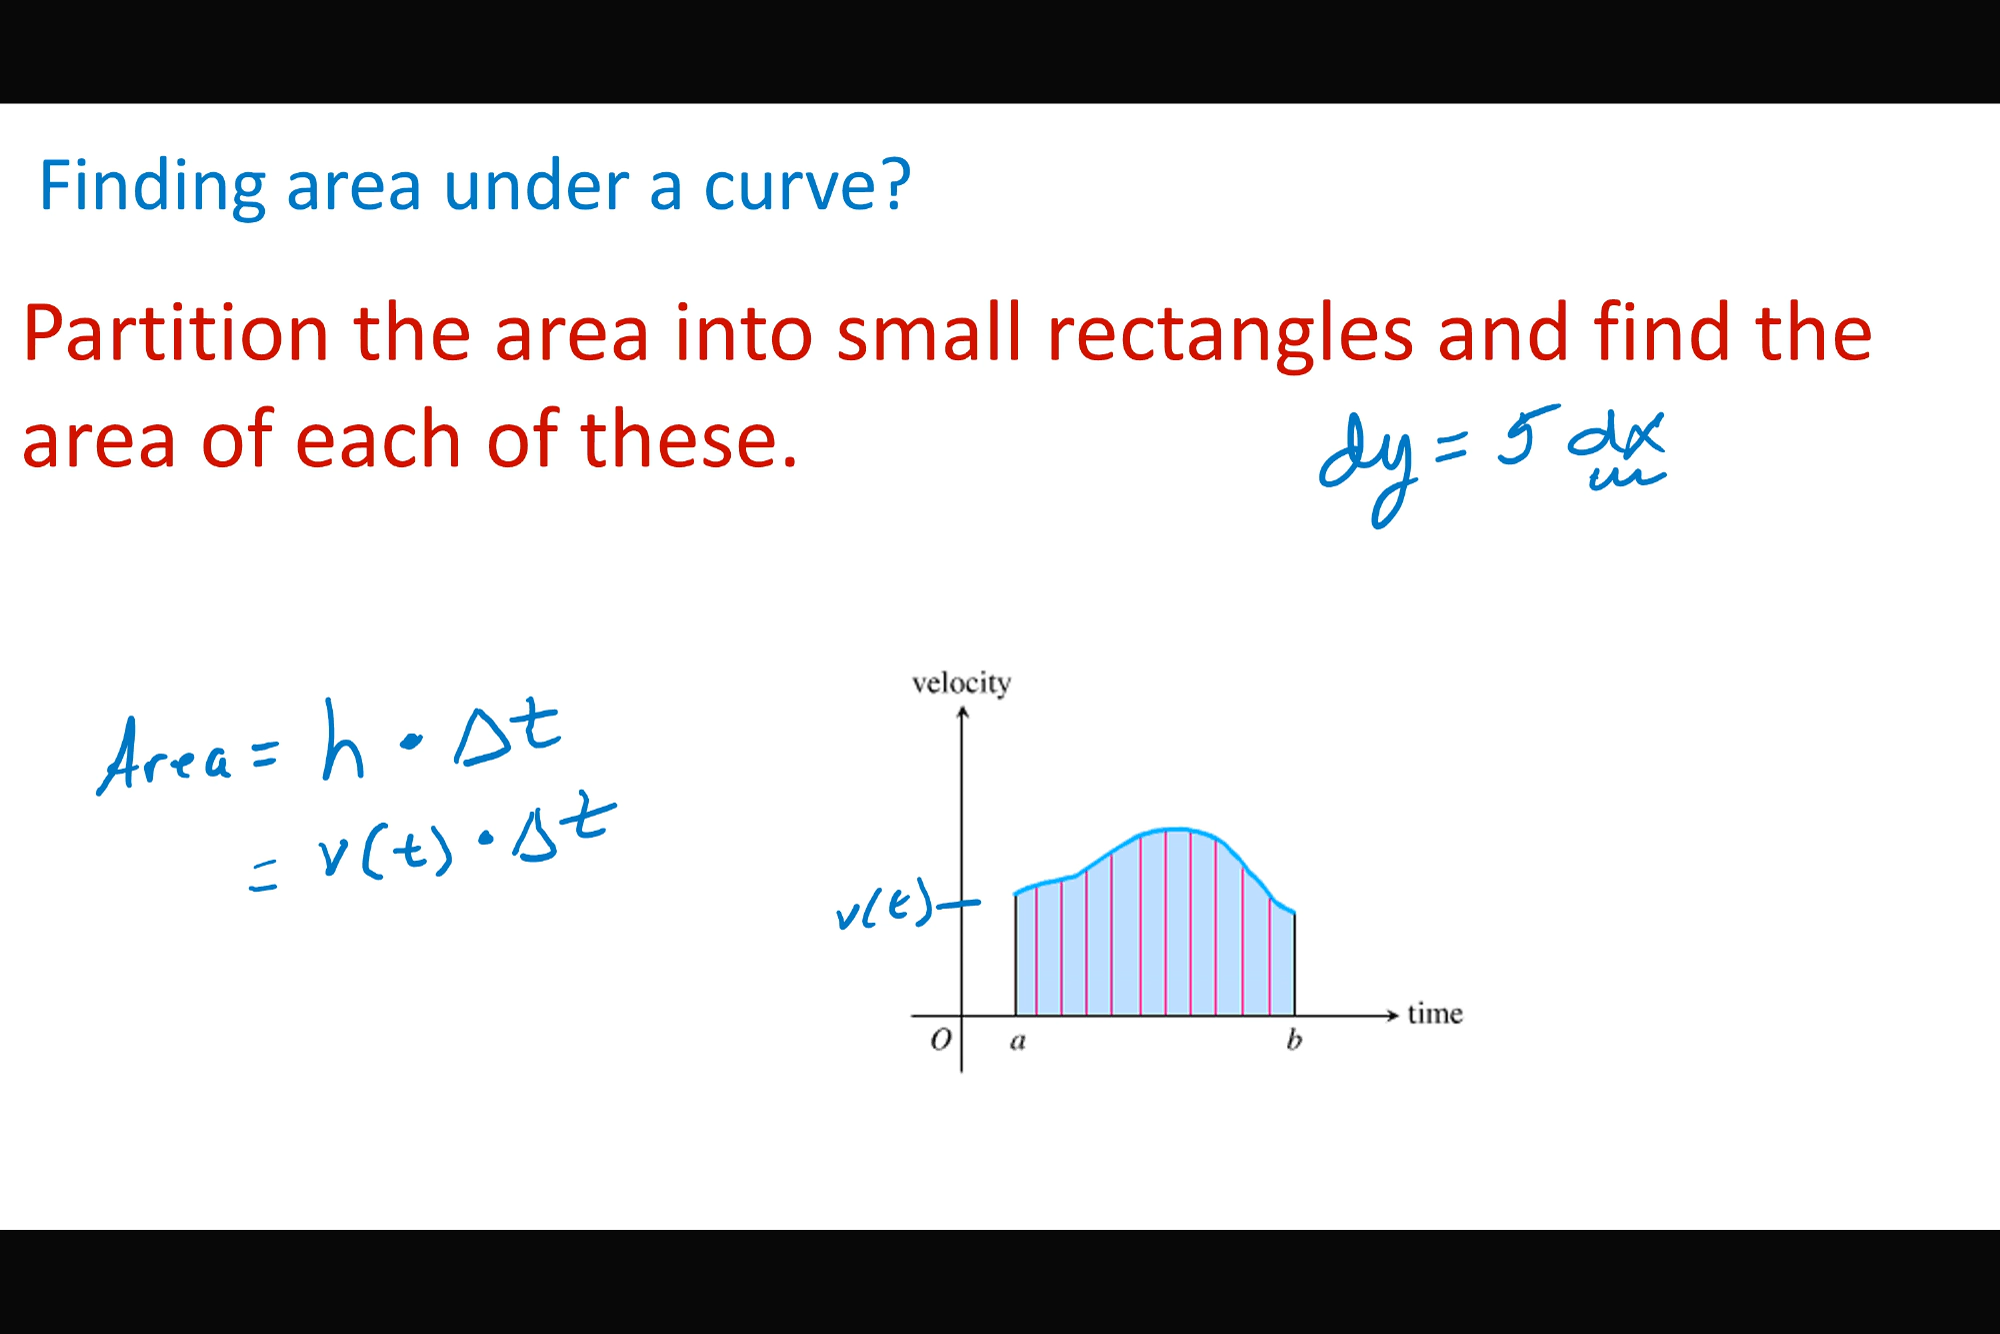 Finding area under a curve?
Partition the area into small rectangles and find the
area of each of these.
dy = 5 dx
Area = h · Δt
= v(t) · Δt
velocity
v(t)
time
O a b